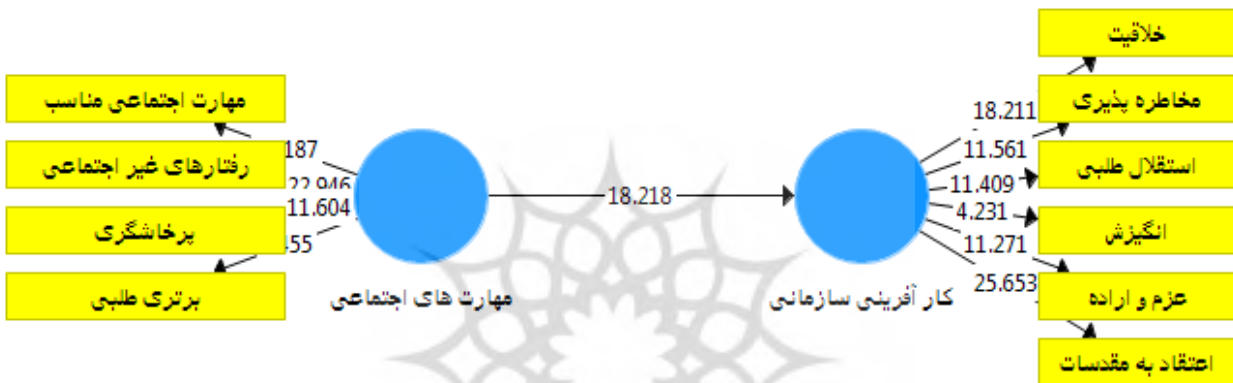 خلاقیت
مخاطره پذیری
استقلال طلبی
انگیزش
عزم و اراده
اعتقاد به مقدسات
18.211
11.561
11.409
4.231
11.271
25.653
کار آفرینی سازمانی
18.218
مهارت های اجتماعی
187
22.946
11.604
455
مهارت اجتماعی مناسب
رفتارهای غیر اجتماعی
پرخاشگری
برتری طلبی